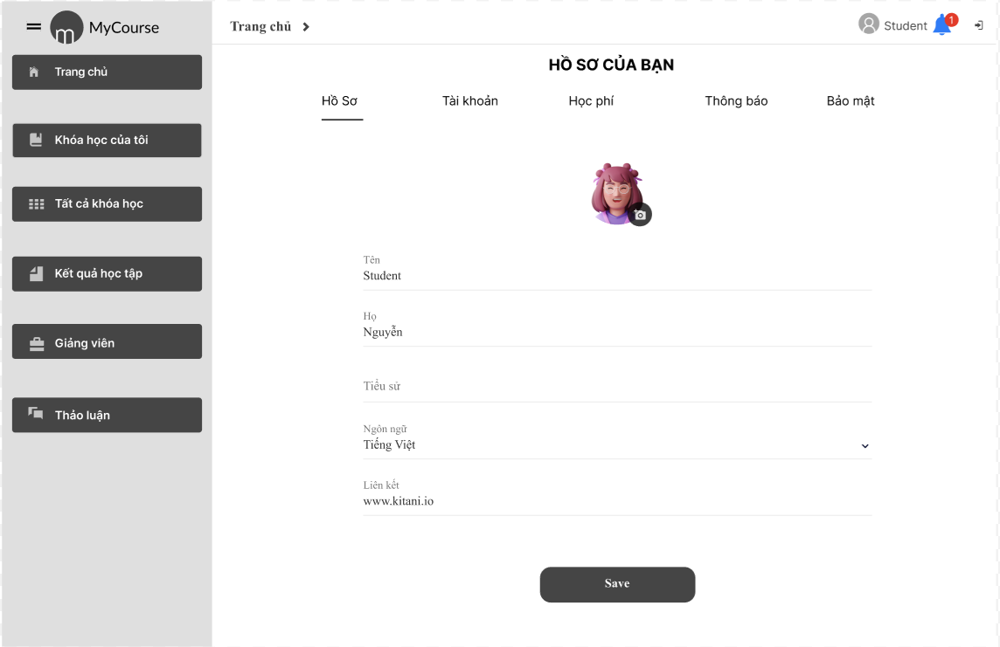 m MyCourse
Trang chủ
Khóa học của tôi
Tất cả khóa học
Kết quả học tập
Giảng viên
Thảo luận
Trang chủ
Student
1
HỒ SƠ CỦA BẠN
Hồ Sơ Tài khoản Học phí Thông báo Bảo mật
Tên
Student
Họ
Nguyễn
Tiểu sử
Ngôn ngữ
Tiếng Việt
Liên kết
www.kitani.io
Save